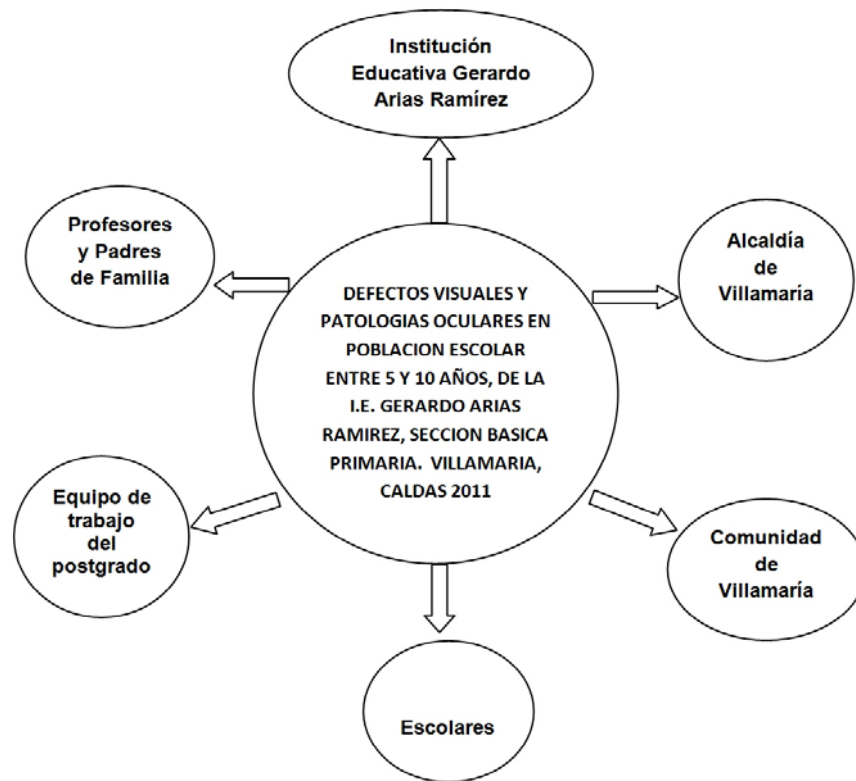 Institución
Educativa Gerardo
Arias Ramírez
Profesores
y Padres
de Familia
Alcaldía
de
Villamaría
DEFECTOS VISUALES Y
PATOLOGIAS OCULARES EN
POBLACION ESCOLAR
ENTRE 5 Y 10 AÑOS, DE LA
I.E. GERARDO ARIAS
RAMIREZ, SECCION BASICA
PRIMARIA. VILLAMARIA,
CALDAS 2011
Equipo de
trabajo
del
postgrado
Comunidad
de
Villamaría
Escolares